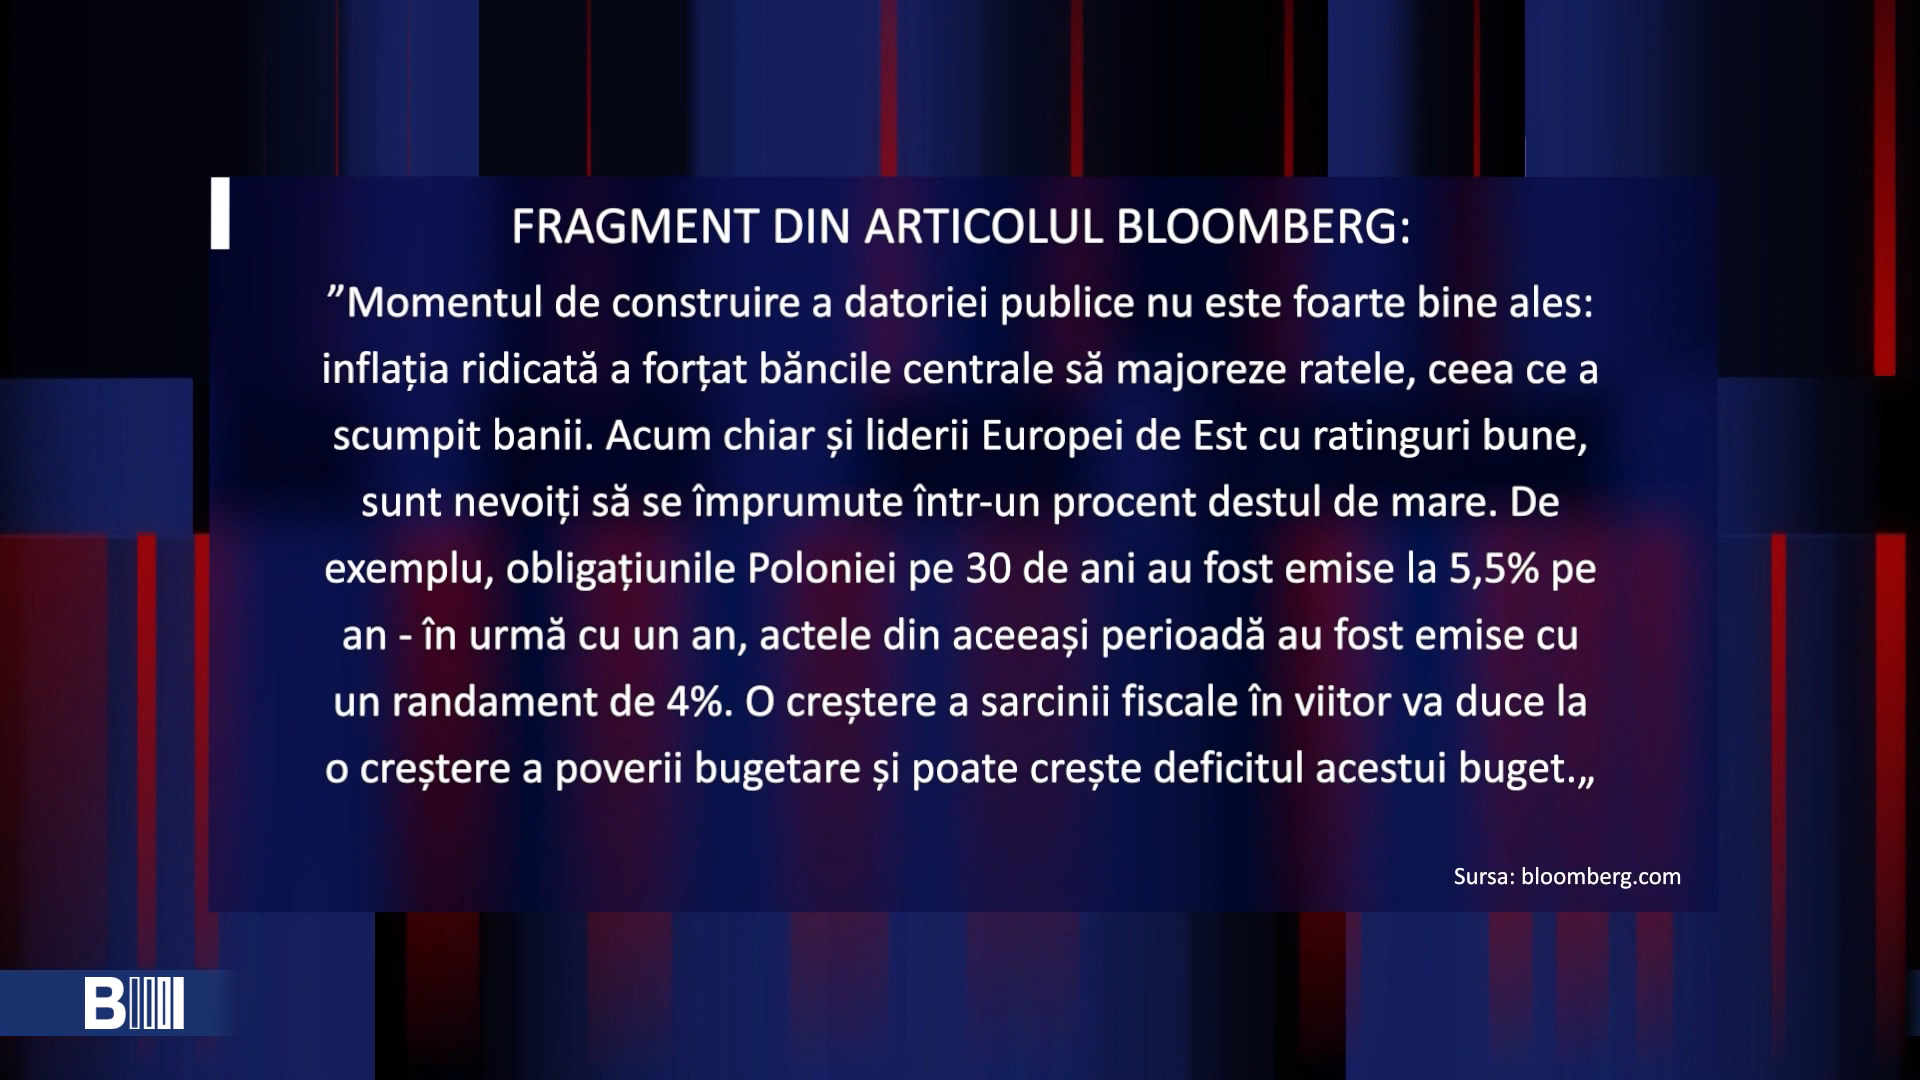 FRAGMENT DIN ARTICOLUL BLOOMBERG:
”Momentul de construire a datoriei publice nu este foarte bine ales:
inflația ridicată a forțat băncile centrale să majoreze ratele, ceea ce a
scumpit banii. Acum chiar și liderii Europei de Est cu ratinguri bune,
sunt nevoiți să se împrumute într-un procent destul de mare. De
exemplu, obligațiunile Poloniei pe 30 de ani au fost emise la 5,5% pe
an - în urmă cu un an, actele din aceeași perioadă au fost emise cu
un randament de 4%. O creștere a sarcinii fiscale în viitor va duce la
o creștere a poverii bugetare și poate crește deficitul acestui buget.„
Sursa: bloomberg.com
B